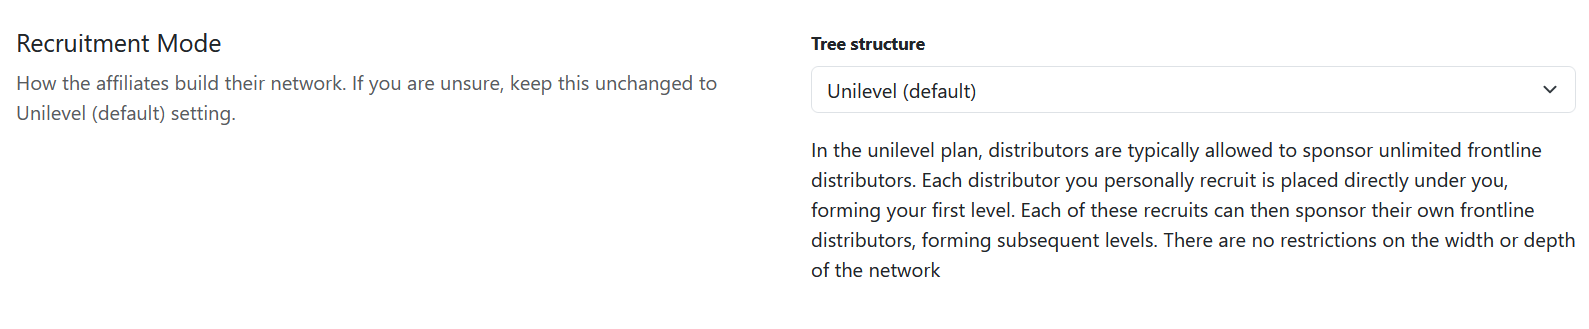 Recruitment Mode
How the affiliates build their network. If you are unsure, keep this unchanged to
Unilevel (default) setting.
Tree structure
Unilevel (default)
In the unilevel plan, distributors are typically allowed to sponsor unlimited frontline
distributors. Each distributor you personally recruit is placed directly under you,
forming your first level. Each of these recruits can then sponsor their own frontline
distributors, forming subsequent levels. There are no restrictions on the width or depth
of the network